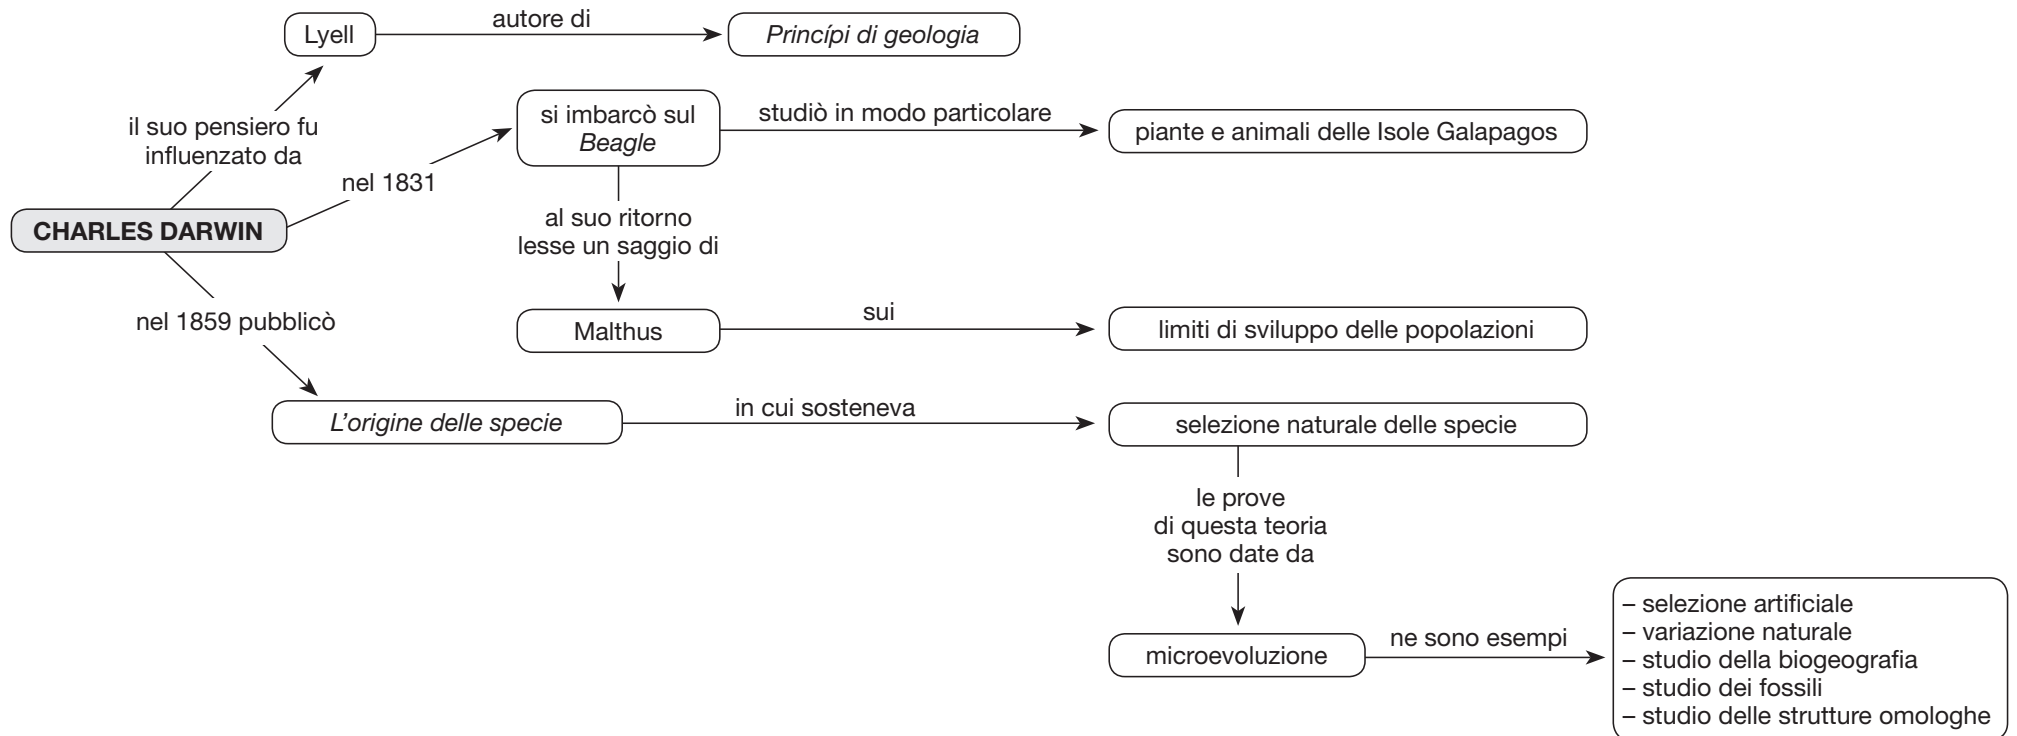 Lyell
autore di
Princípi di geologia
il suo pensiero fu
influenzato da
nel 1831
si imbarcò sul
Beagle
studiò in modo particolare
piante e animali delle Isole Galapagos
CHARLES DARWIN
al suo ritorno
lesse un saggio di
Malthus
sui
limiti di sviluppo delle popolazioni
nel 1859 pubblicò
L’origine delle specie
in cui sosteneva
selezione naturale delle specie
le prove
di questa teoria
sono date da
microevoluzione
ne sono esempi
– selezione artificiale
– variazione naturale
– studio della biogeografia
– studio dei fossili
– studio delle strutture omologhe